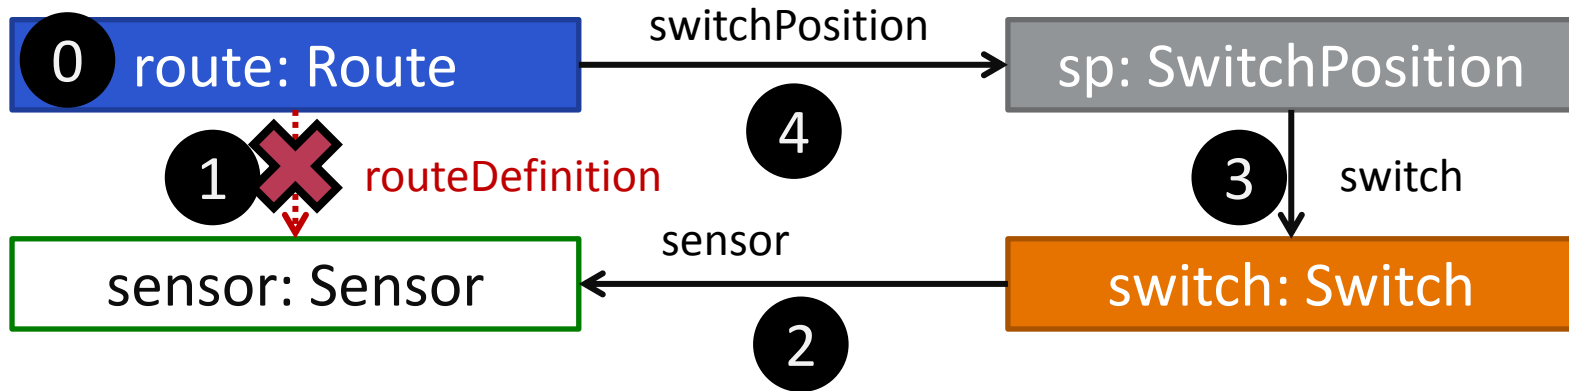 0
route: Route
switchPosition
4
sp: SwitchPosition
1
routeDefinition
3
switch
sensor: Sensor
sensor
2
switch: Switch